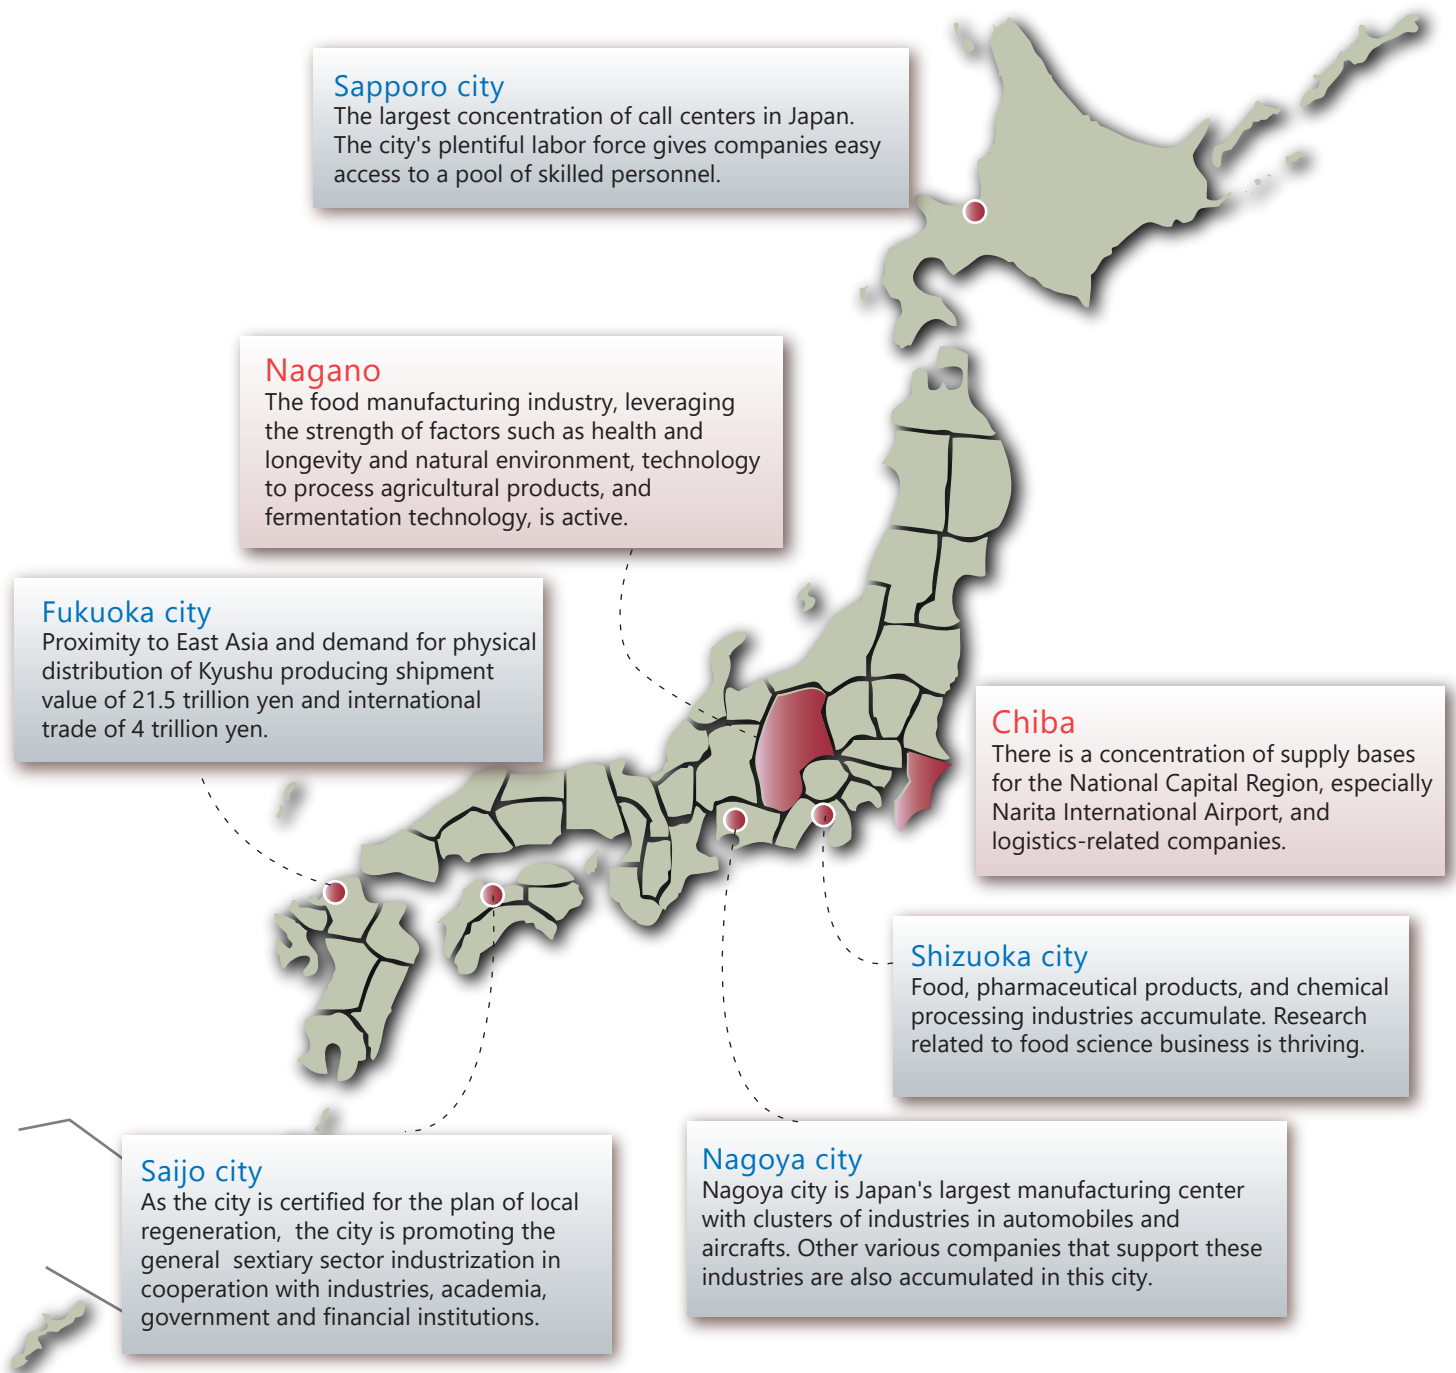 Sapporo city
The largest concentration of call centers in Japan.
The city's plentiful labor force gives companies easy
access to a pool of skilled personnel.
Nagano
The food manufacturing industry, leveraging
the strength of factors such as health and
longevity and natural environment, technology
to process agricultural products, and
fermentation technology, is active.
Fukuoka city
Proximity to East Asia and demand for physical
distribution of Kyushu producing shipment
value of 21.5 trillion yen and international
trade of 4 trillion yen.
Chiba
There is a concentration of supply bases
for the National Capital Region, especially
Narita International Airport, and
logistics-related companies.
Shizuoka city
Food, pharmaceutical products, and chemical
processing industries accumulate. Research
related to food science business is thriving.
Saijo city
As the city is certified for the plan of local
regeneration,  the city is promoting the
general  sextiary sector industrization in
cooperation with industries, academia,
government and financial institutions.
Nagoya city
Nagoya city is Japan's largest manufacturing center
with clusters of industries in automobiles and
aircrafts. Other various companies that support these
industries are also accumulated in this city.